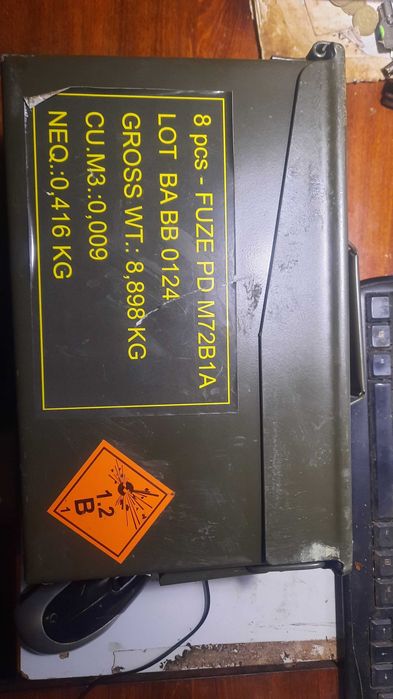 8 pcs - FUZE PD M72B1A
LOT BA BB 0124
GROSS WT.: 8,898 KG
CU.M3.:0,009
NEQ.:0,416 KG
1.2
B
1